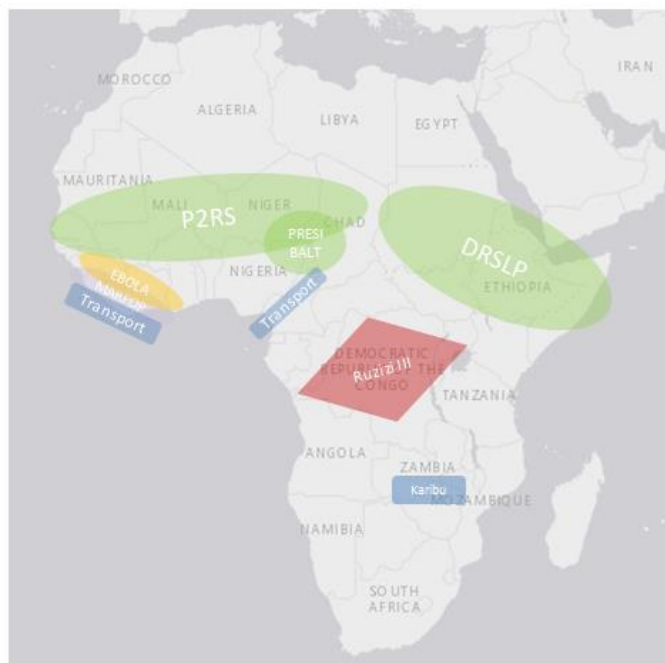 IRAN
MOROCCO
ALGERIA
LIBYA
EGYPT
MAURITANIA
MALI
NIGER
CHAD
P2RS
PRESI
BALT
DRSLP
NIGERIA
ETHIOPIA
EBOLA
Transport
Transport
DEMOCRATIC
REPUBLIC OF THE
CONGO
Ruzizi III
TANZANIA
ANGOLA
ZAMBIA
Karibu
MOZAMBIQUE
NAMIBIA
SOUTH
AFRICA